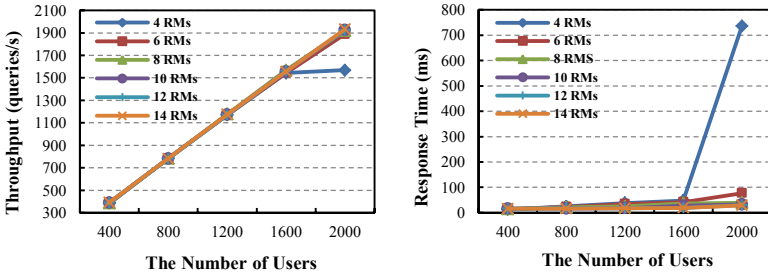 Throughput (queries/s)
2100
1900
1700
1500
1300
1100
900
700
500
300
4 RMs
6 RMs
8 RMs
10 RMs
12 RMs
14 RMs
400 800 1200 1600 2000
The Number of Users
Response Time (ms)
800
700
600
500
400
300
200
100
0
4 RMs
6 RMs
8 RMS
10 RMs
12 RMs
14 RMs
400 800 1200 1600 2000
The Number of Users